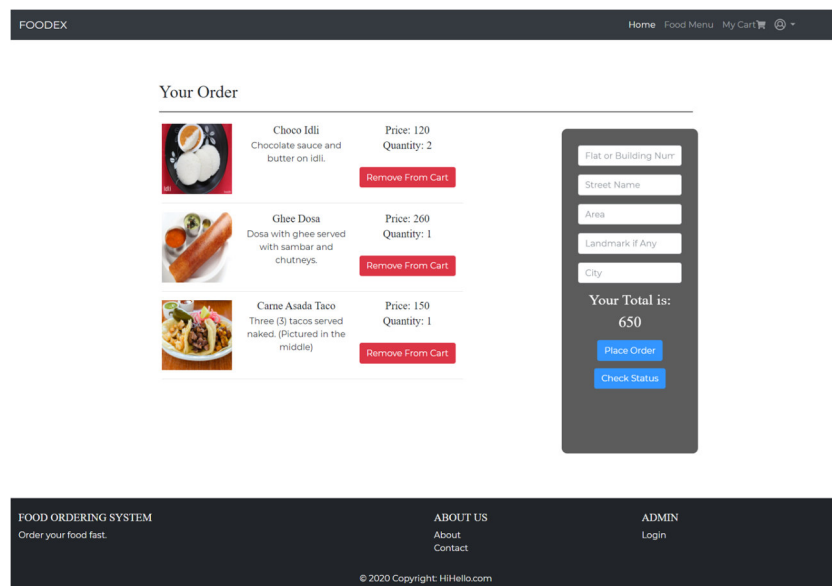 FOODEX
Home Food Menu My Cart
Your Order
Choco Idli
Chocolate sauce and
butter on idli.
Price: 120
Quantity: 2
Remove From Cart
Idli
Ghee Dosa
Dosa with ghee served
with sambar and
chutneys.
Price: 260
Quantity: 1
Remove From Cart
Carne Asada Taco
Three (3) tacos served
naked. (Pictured in the
middle)
Price: 150
Quantity: 1
Remove From Cart
Flat or Building Num
Street Name
Area
Landmark if Any
City
Your Total is:
650
Place Order
Check Status
FOOD ORDERING SYSTEM
Order your food fast.
ABOUT US
About
Contact
ADMIN
Login
© 2020 Copyright: HiHello.com